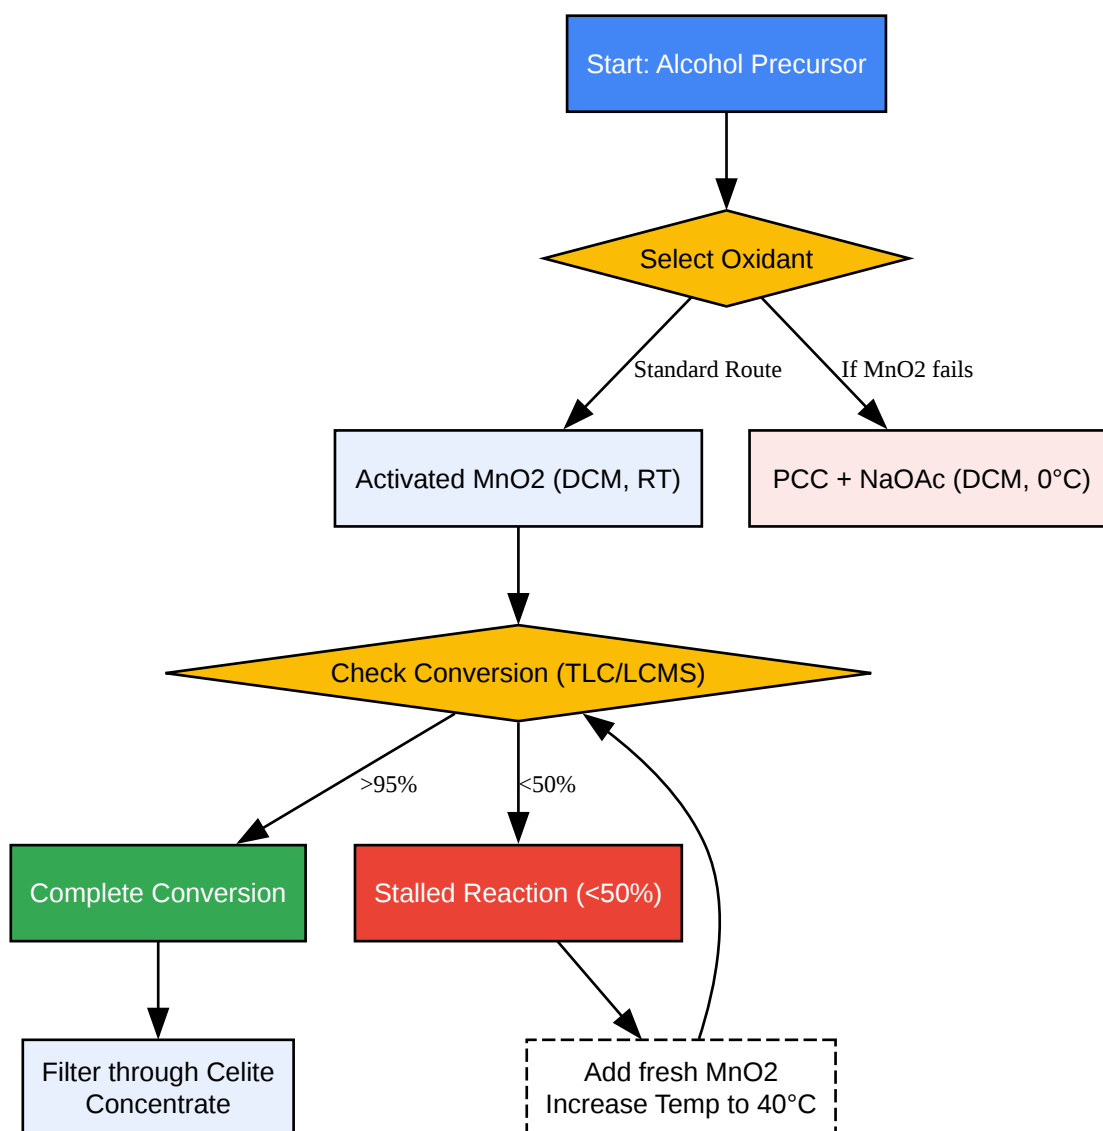 Start: Alcohol Precursor
Select Oxidant
Standard Route
If MnO2 fails
Activated MnO2 (DCM, RT)
PCC + NaOAc (DCM, 0°C)
Check Conversion (TLC/LCMS)
>95%
<50%
Complete Conversion
Stalled Reaction (<50%)
Filter through Celite
Concentrate
Add fresh MnO2
Increase Temp to 40°C